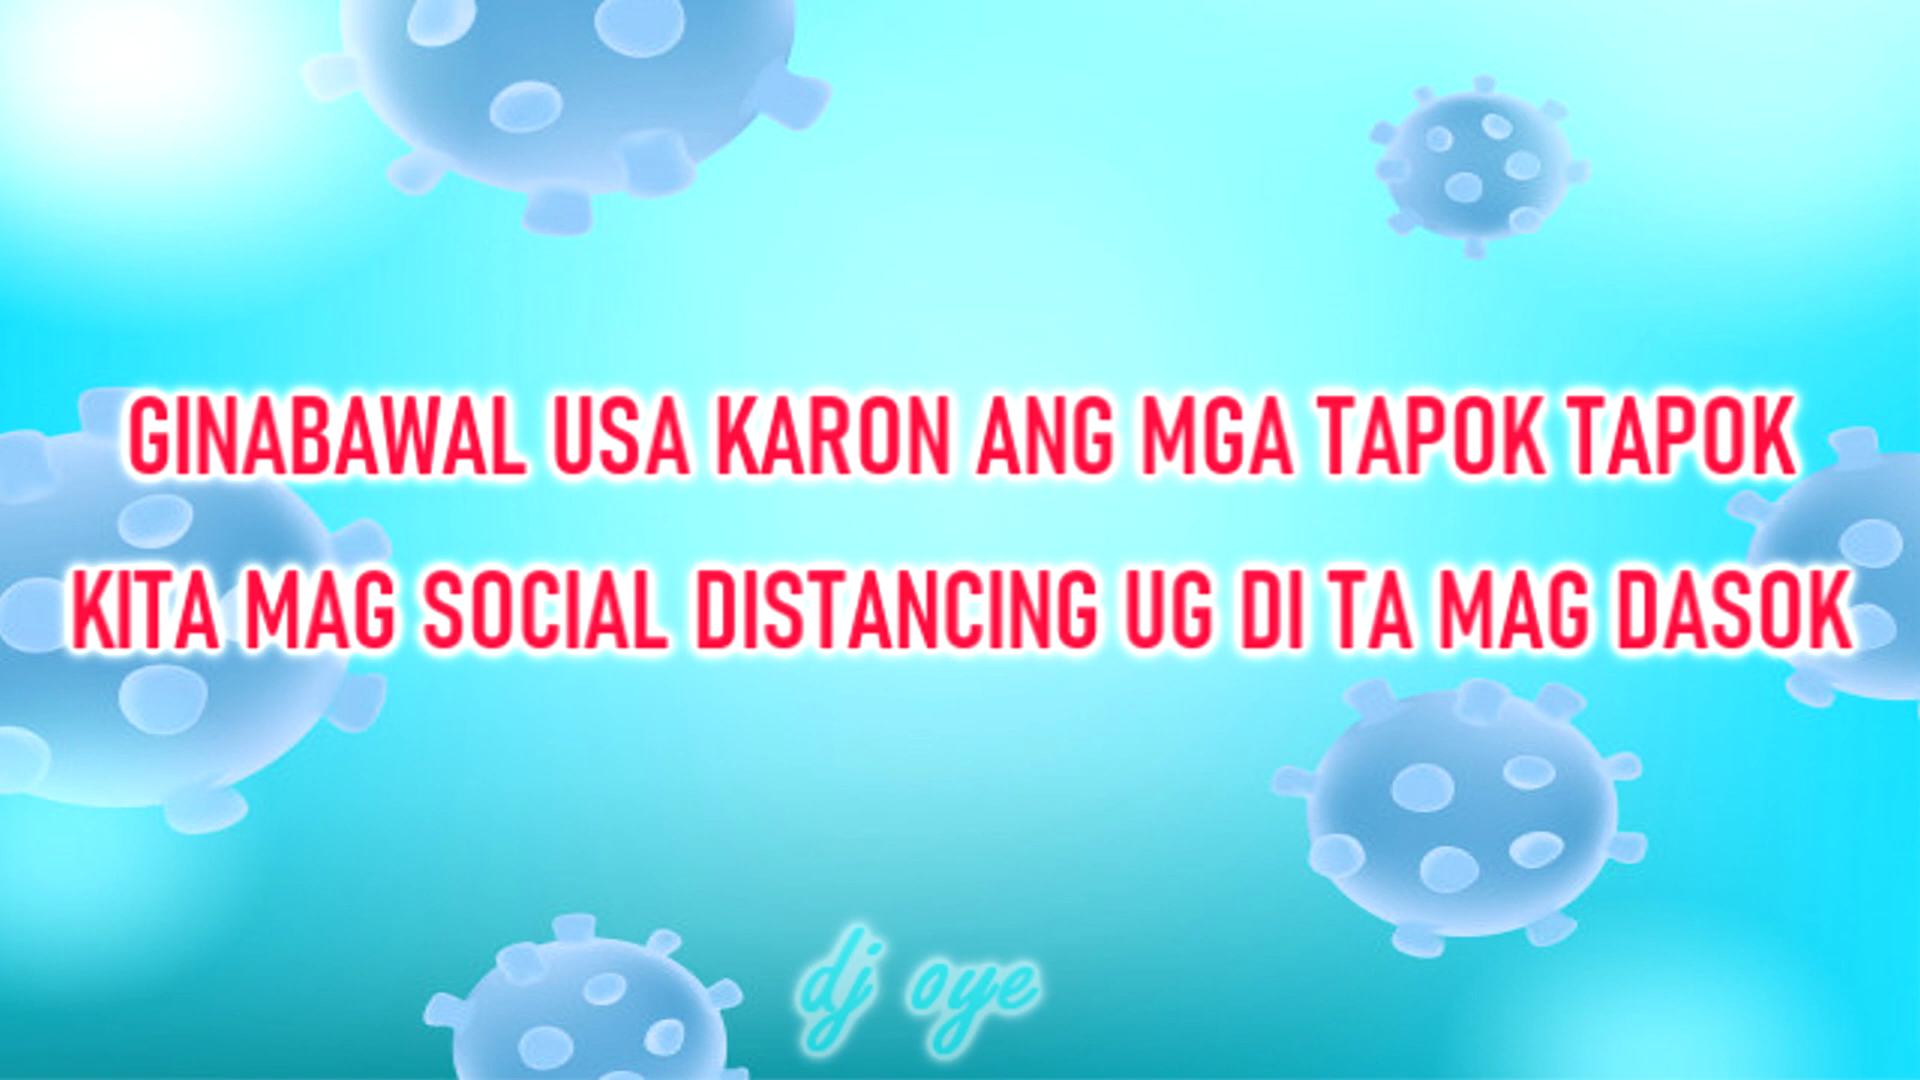 GINABAWAL USA KARON ANG MGA TAPOK TAPOK
KITA MAG SOCIAL DISTANCING UG DI TA MAG DASOK
dj oye